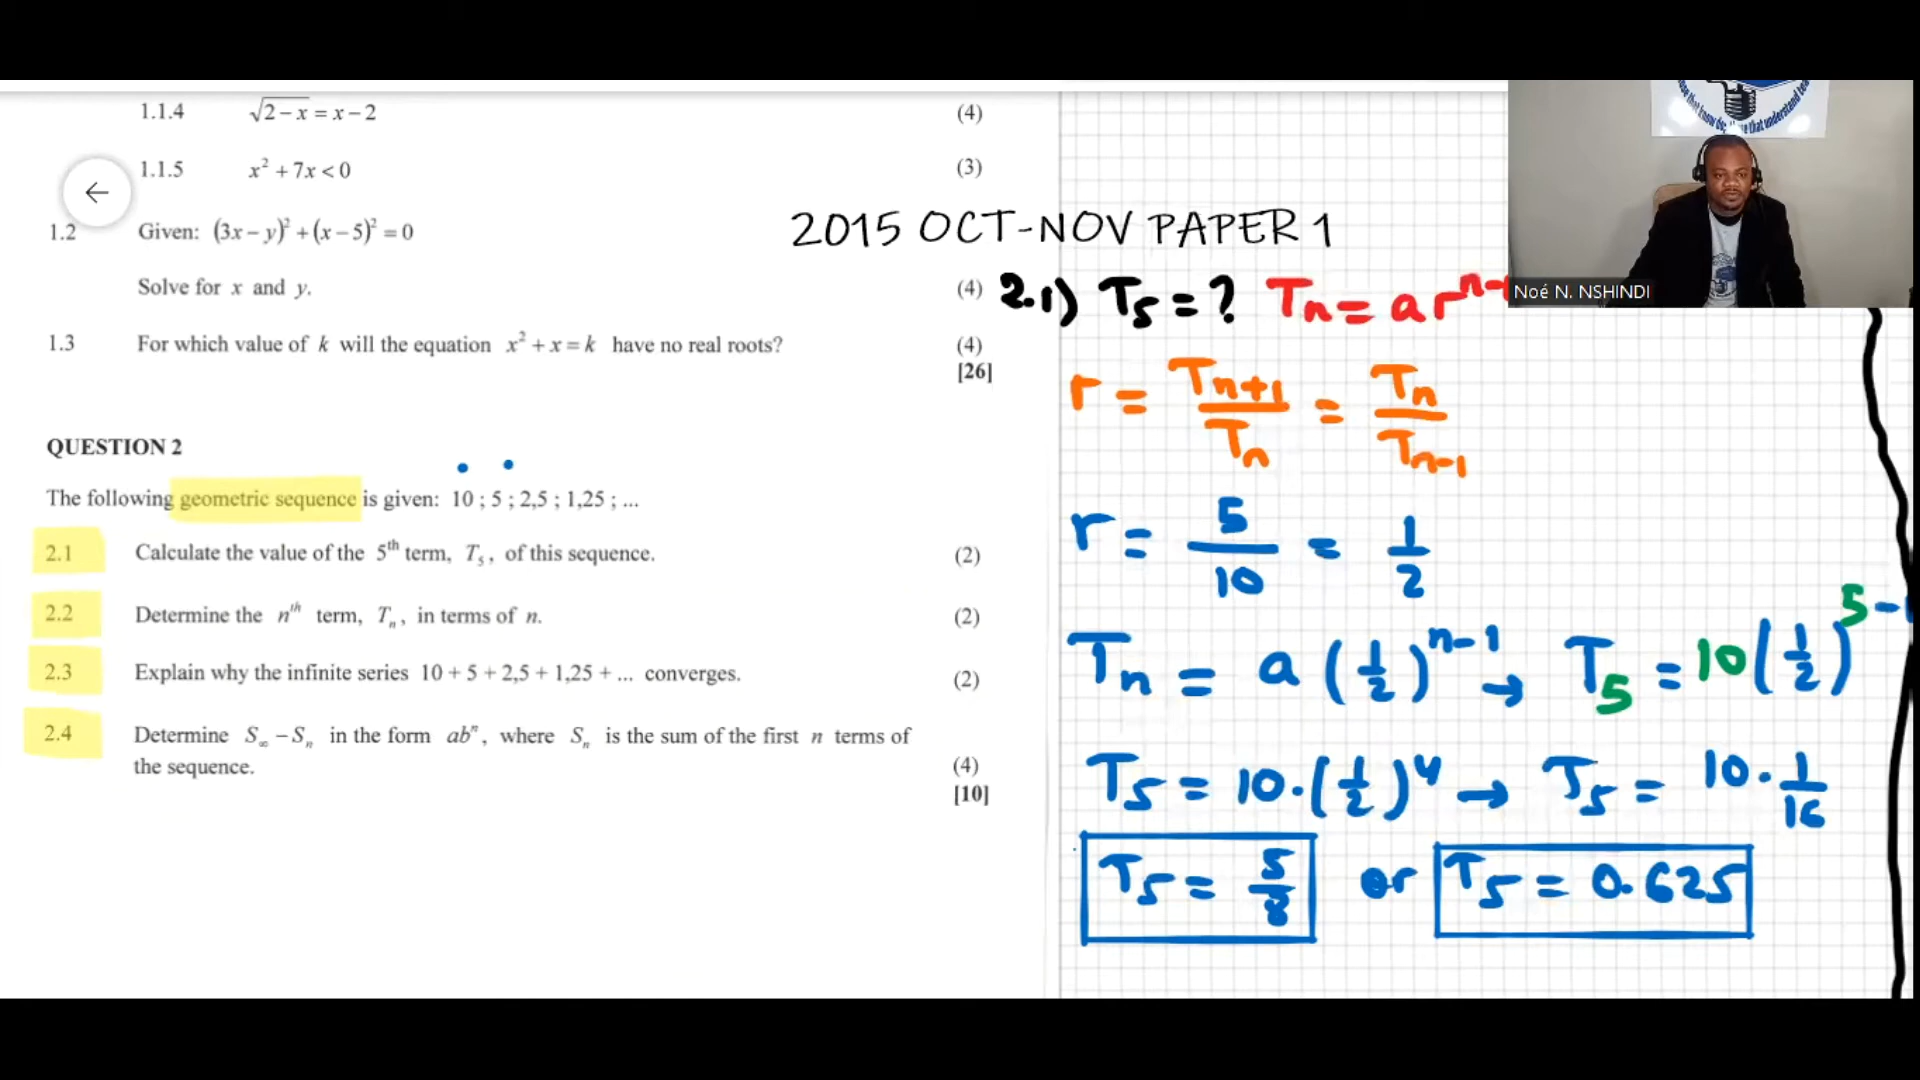 1.1.4 √2−x = x − 2 (4)
1.1.5 x² + 7x < 0 (3)
1.2 Given: (3x − y)² + (x − 5)² = 0
Solve for x and y. (4)
1.3 For which value of k will the equation x² + x = k have no real roots? (4)
[26]
QUESTION 2
The following geometric sequence is given: 10 ; 5 ; 2,5 ; 1,25 ; ...
2.1 Calculate the value of the 5th term, T₅, of this sequence. (2)
2.2 Determine the nth term, Tₙ, in terms of n. (2)
2.3 Explain why the infinite series 10 + 5 + 2,5 + 1,25 + ... converges. (2)
2.4 Determine S∞ − Sₙ in the form abⁿ, where Sₙ is the sum of the first n terms of
the sequence. (4)
[10]
2015 OCT-NOV PAPER 1
2.1) T₅ = ? Tₙ = a rⁿ⁻
r = Tₙ₊₁/Tₙ = Tₙ/Tₙ₋₁
r = 5/10 = 1/2
Tₙ = a (1/2)ⁿ⁻¹ → T₅ = 10 (1/2)⁵⁻
T₅ = 10 · (1/2)⁴ → T₅ = 10 · 1/16
T₅ = 5/8 or T₅ = 0.625
that know do, that understand
Noé N. NSHINDI